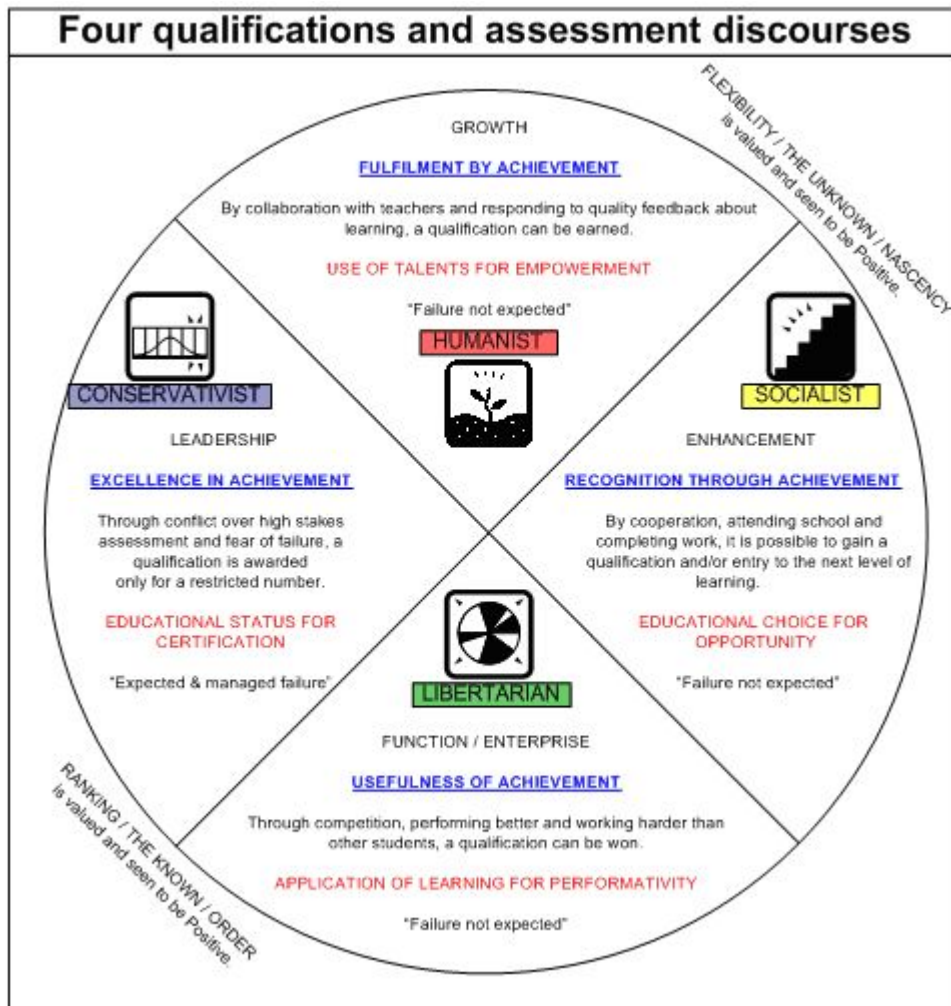 Four qualifications and assessment discourses
FLEXIBILITY / THE UNKNOWN / NASCENCY
is valued and seen to be Positive.
GROWTH
FULFILMENT BY ACHIEVEMENT
By collaboration with teachers and responding to quality feedback about
learning, a qualification can be earned.
USE OF TALENTS FOR EMPOWERMENT
"Failure not expected"
HUMANIST
CONSERVATIVIST
LEADERSHIP
EXCELLENCE IN ACHIEVEMENT
Through conflict over high stakes
assessment and fear of failure, a
qualification is awarded
only for a restricted number.
EDUCATIONAL STATUS FOR
CERTIFICATION
"Expected & managed failure"
SOCIALIST
ENHANCEMENT
RECOGNITION THROUGH ACHIEVEMENT
By cooperation, attending school and
completing work, it is possible to gain a
qualification and/or entry to the next level of
learning.
EDUCATIONAL CHOICE FOR
OPPORTUNITY
"Failure not expected"
LIBERTARIAN
FUNCTION / ENTERPRISE
USEFULNESS OF ACHIEVEMENT
Through competition, performing better and working harder than
other students, a qualification can be won.
APPLICATION OF LEARNING FOR PERFORMATIVITY
"Failure not expected"
RANKING / THE KNOWN / ORDER
is valued and seen to be Positive.